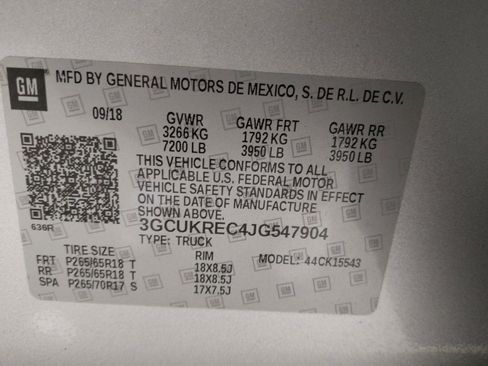 GM
MFD BY GENERAL MOTORS DE MEXICO, S. DE R.L. DE C.V.
09/18 GVWR GAWR FRT GAWR RR
3266 KG 1792 KG 1792 KG
7200 LB 3950 LB 3950 LB
THIS VEHICLE CONFORMS TO ALL
APPLICABLE U.S. FEDERAL MOTOR
VEHICLE SAFETY STANDARDS IN EFFECT
ON THE DATE OF MANUFACTURE
SHOWN ABOVE.
636R 3GCUKREC4JG547904
TYPE: TRUCK
TIRE SIZE RIM MODEL: 44CK15543
FRT P265/65R18 T 18X8.5J
RR P265/65R18 T 18X8.5J
SPA P265/70R17 S 17X7.5J